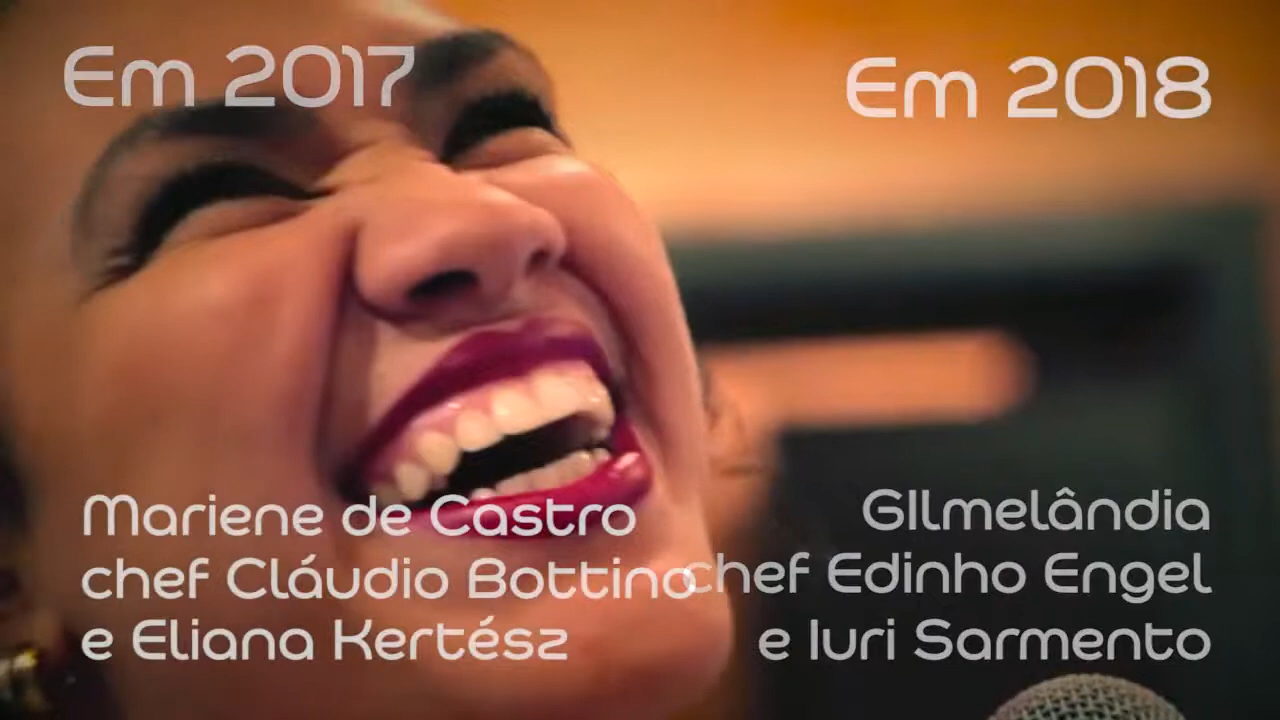 Em 2017
Em 2018
Mariene de Castro
chef Cláudio Bottino
e Eliana Kertész
GIlmelândia
chef Edinho Engel
e Iuri Sarmento